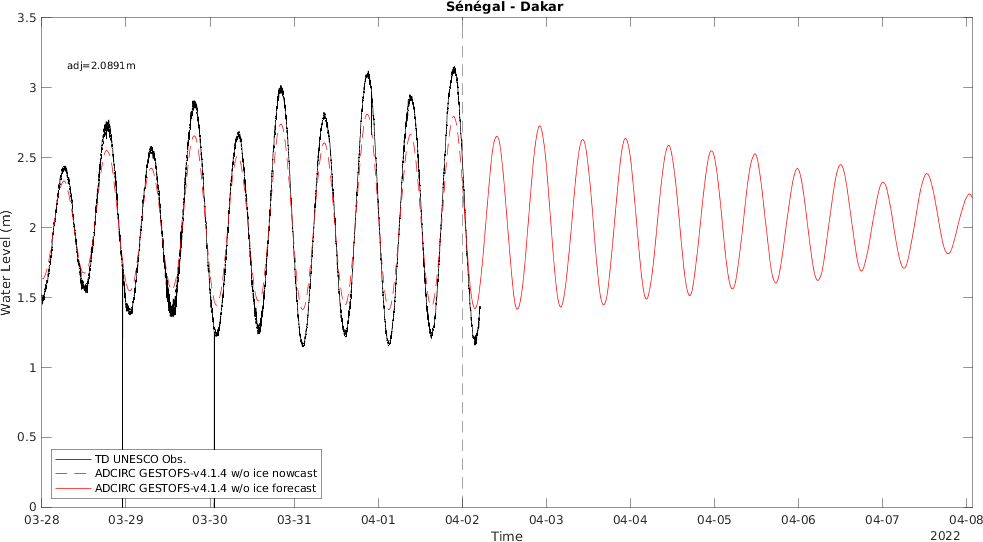 Sénégal - Dakar
adj=2.0891m
3.5
3
2.5
2
1.5
1
0.5
0
Water Level (m)
TD UNESCO Obs.
ADCIRC GESTOFS-v4.1.4 w/o ice nowcast
ADCIRC GESTOFS-v4.1.4 w/o ice forecast
03-28 03-29 03-30 03-31 04-01 04-02 04-03 04-04 04-05 04-06 04-07 04-08
Time
2022